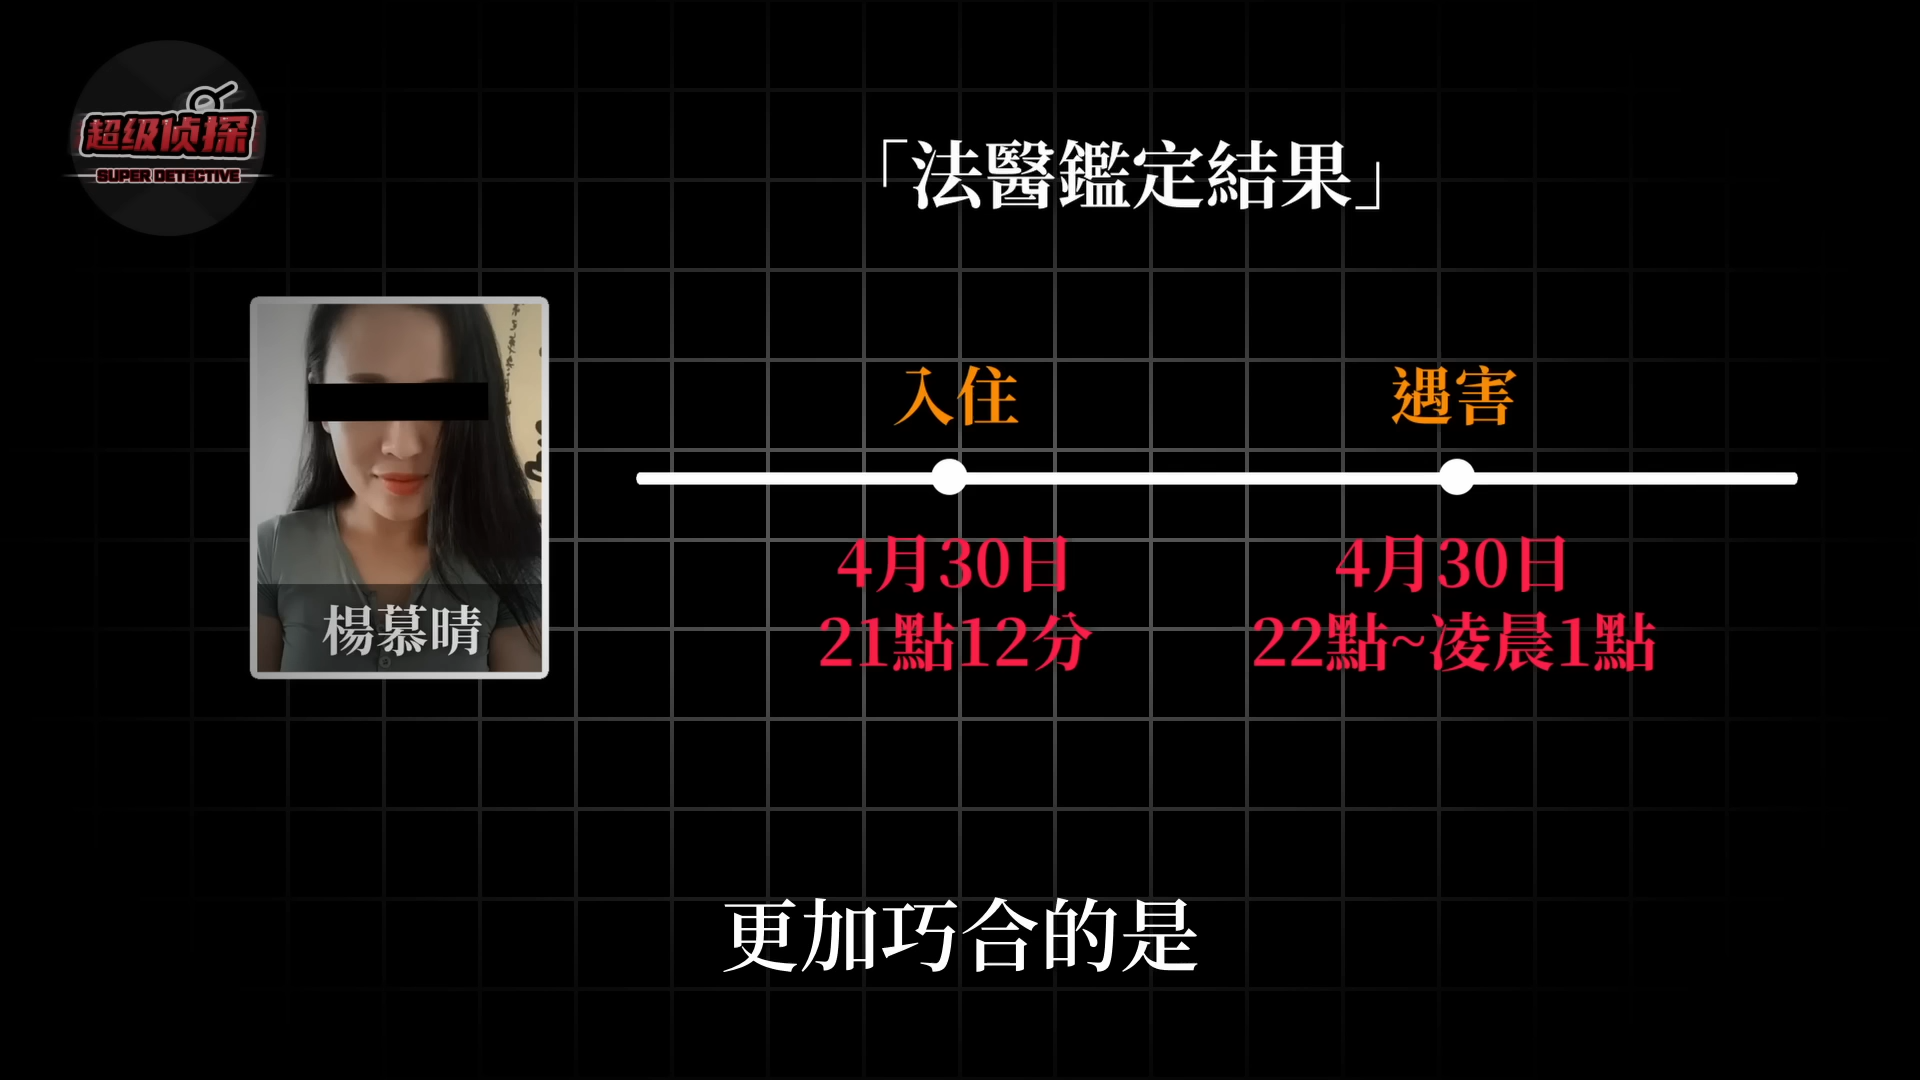 超级侦探
SUPER DETECTIVE
「法醫鑑定結果」
入住
遇害
4月30日
21點12分
4月30日
22點~凌晨1點
楊慕晴
更加巧合的是